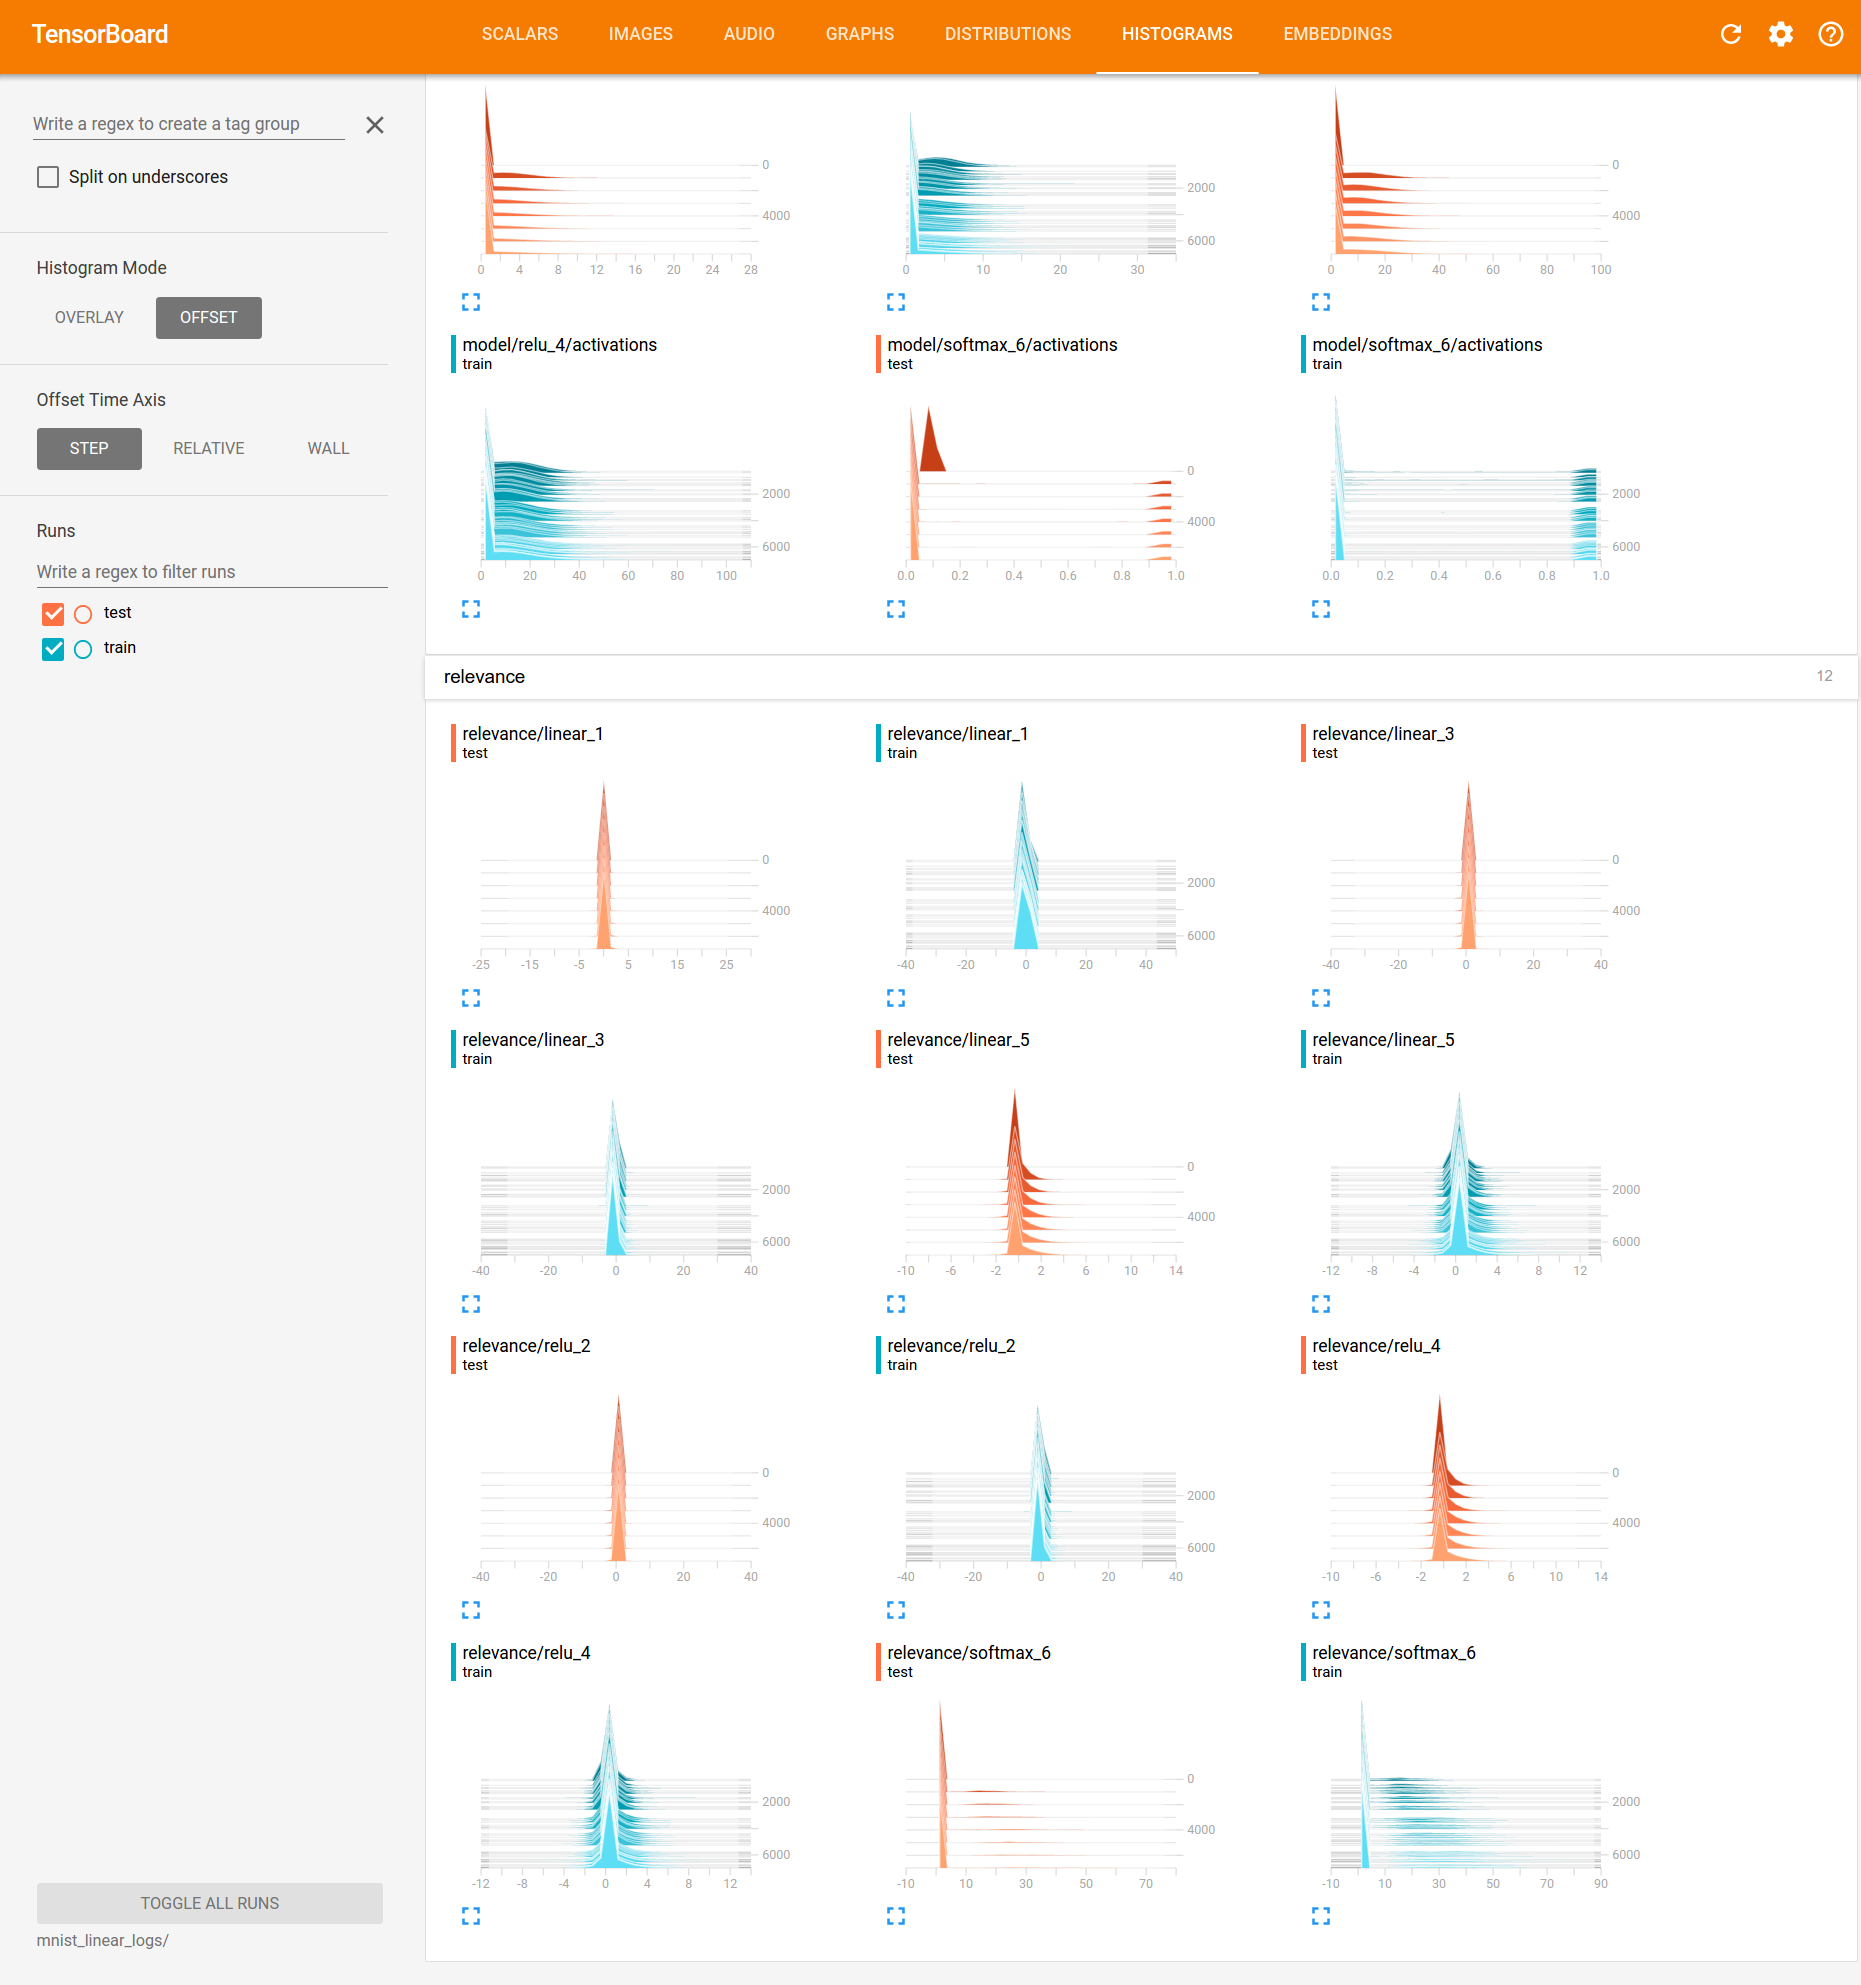 TensorBoard SCALARS IMAGES AUDIO GRAPHS DISTRIBUTIONS HISTOGRAMS EMBEDDINGS
Write a regex to create a tag group
Split on underscores
Histogram Mode
OVERLAY OFFSET
Offset Time Axis
STEP RELATIVE WALL
Runs
Write a regex to filter runs
test
train
TOGGLE ALL RUNS
mnist_linear_logs/
0
4000
0 4 8 12 16 20 24 28
2000
6000
0 10 20 30
0
4000
0 20 40 60 80 100
model/relu_4/activations
train
2000
6000
0 20 40 60 80 100
model/softmax_6/activations
test
0
4000
0.0 0.2 0.4 0.6 0.8 1.0
model/softmax_6/activations
train
2000
6000
0.0 0.2 0.4 0.6 0.8 1.0
relevance 12
relevance/linear_1
test
0
4000
-25 -15 -5 5 15 25
relevance/linear_1
train
2000
6000
-40 -20 0 20 40
relevance/linear_3
test
0
4000
-40 -20 0 20 40
relevance/linear_3
train
2000
6000
-40 -20 0 20 40
relevance/linear_5
test
0
4000
-10 -6 -2 2 6 10 14
relevance/linear_5
train
2000
6000
-12 -8 -4 0 4 8 12
relevance/relu_2
test
0
4000
-40 -20 0 20 40
relevance/relu_2
train
2000
6000
-40 -20 0 20 40
relevance/relu_4
test
0
4000
-10 -6 -2 2 6 10 14
relevance/relu_4
train
2000
6000
-12 -8 -4 0 4 8 12
relevance/softmax_6
test
0
4000
-10 10 30 50 70
relevance/softmax_6
train
2000
6000
-10 10 30 50 70 90